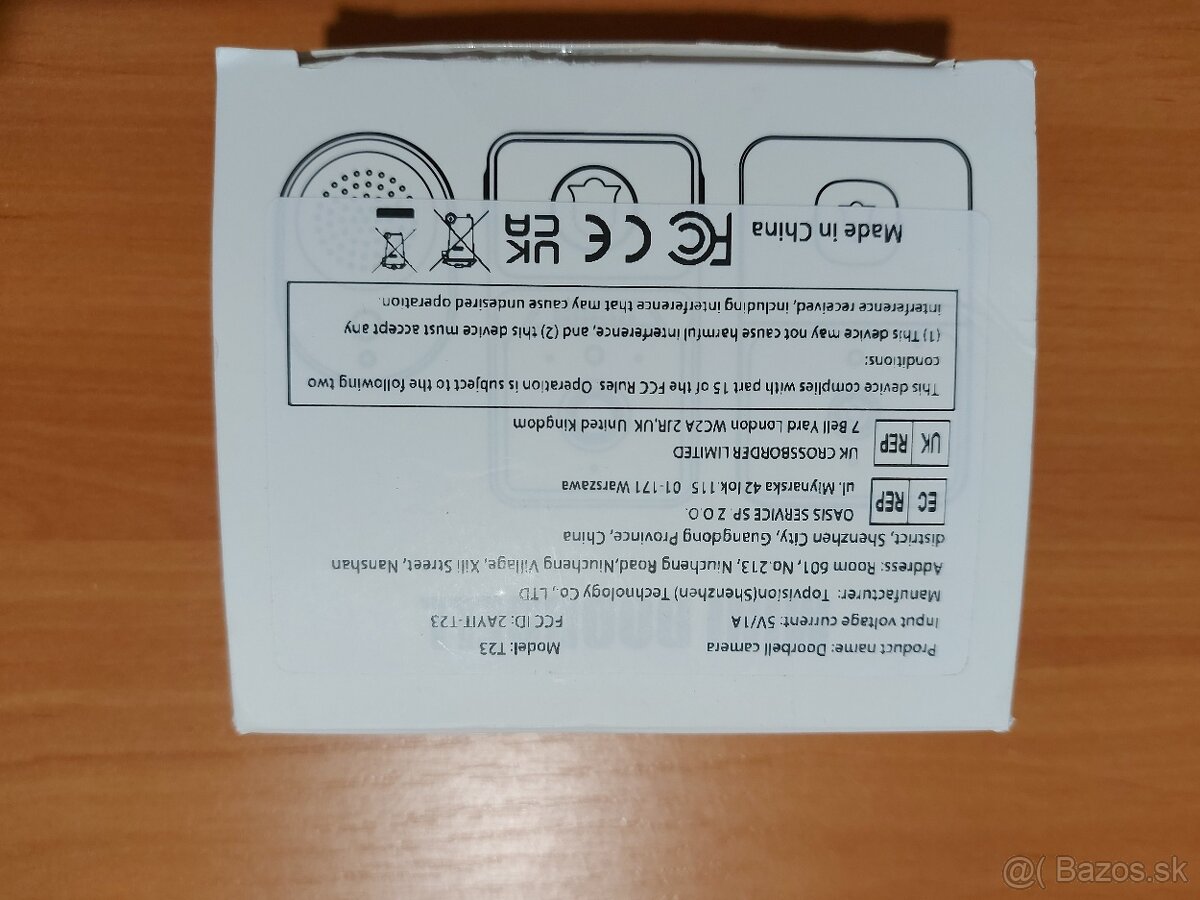 Product name: Doorbell camera Model: T23
Input voltage current: 5V/1A FCC ID: 2AYIT-T23
Manufacturer: Topvision(Shenzhen) Technology Co., LTD
Address: Room 601, No.213, Niucheng Road,Niucheng Village, Xili Street, Nanshan
district, Shenzhen City, Guangdong Province, China
EC REP OASIS SERVICE SP. Z O.O.
ul. Mlynarska 42 lok.115 01-171 Warszawa
UK REP UK CROSSBORDER LIMITED
7 Bell Yard London WC2A 2JR,UK United Kingdom
This device complies with part 15 of the FCC Rules. Operation is subject to the following two
conditions:
(1) This device may not cause harmful interference, and (2) this device must accept any
interference received, including interference that may cause undesired operation.
Made in China FC CE UK CA
@( Bazos.sk